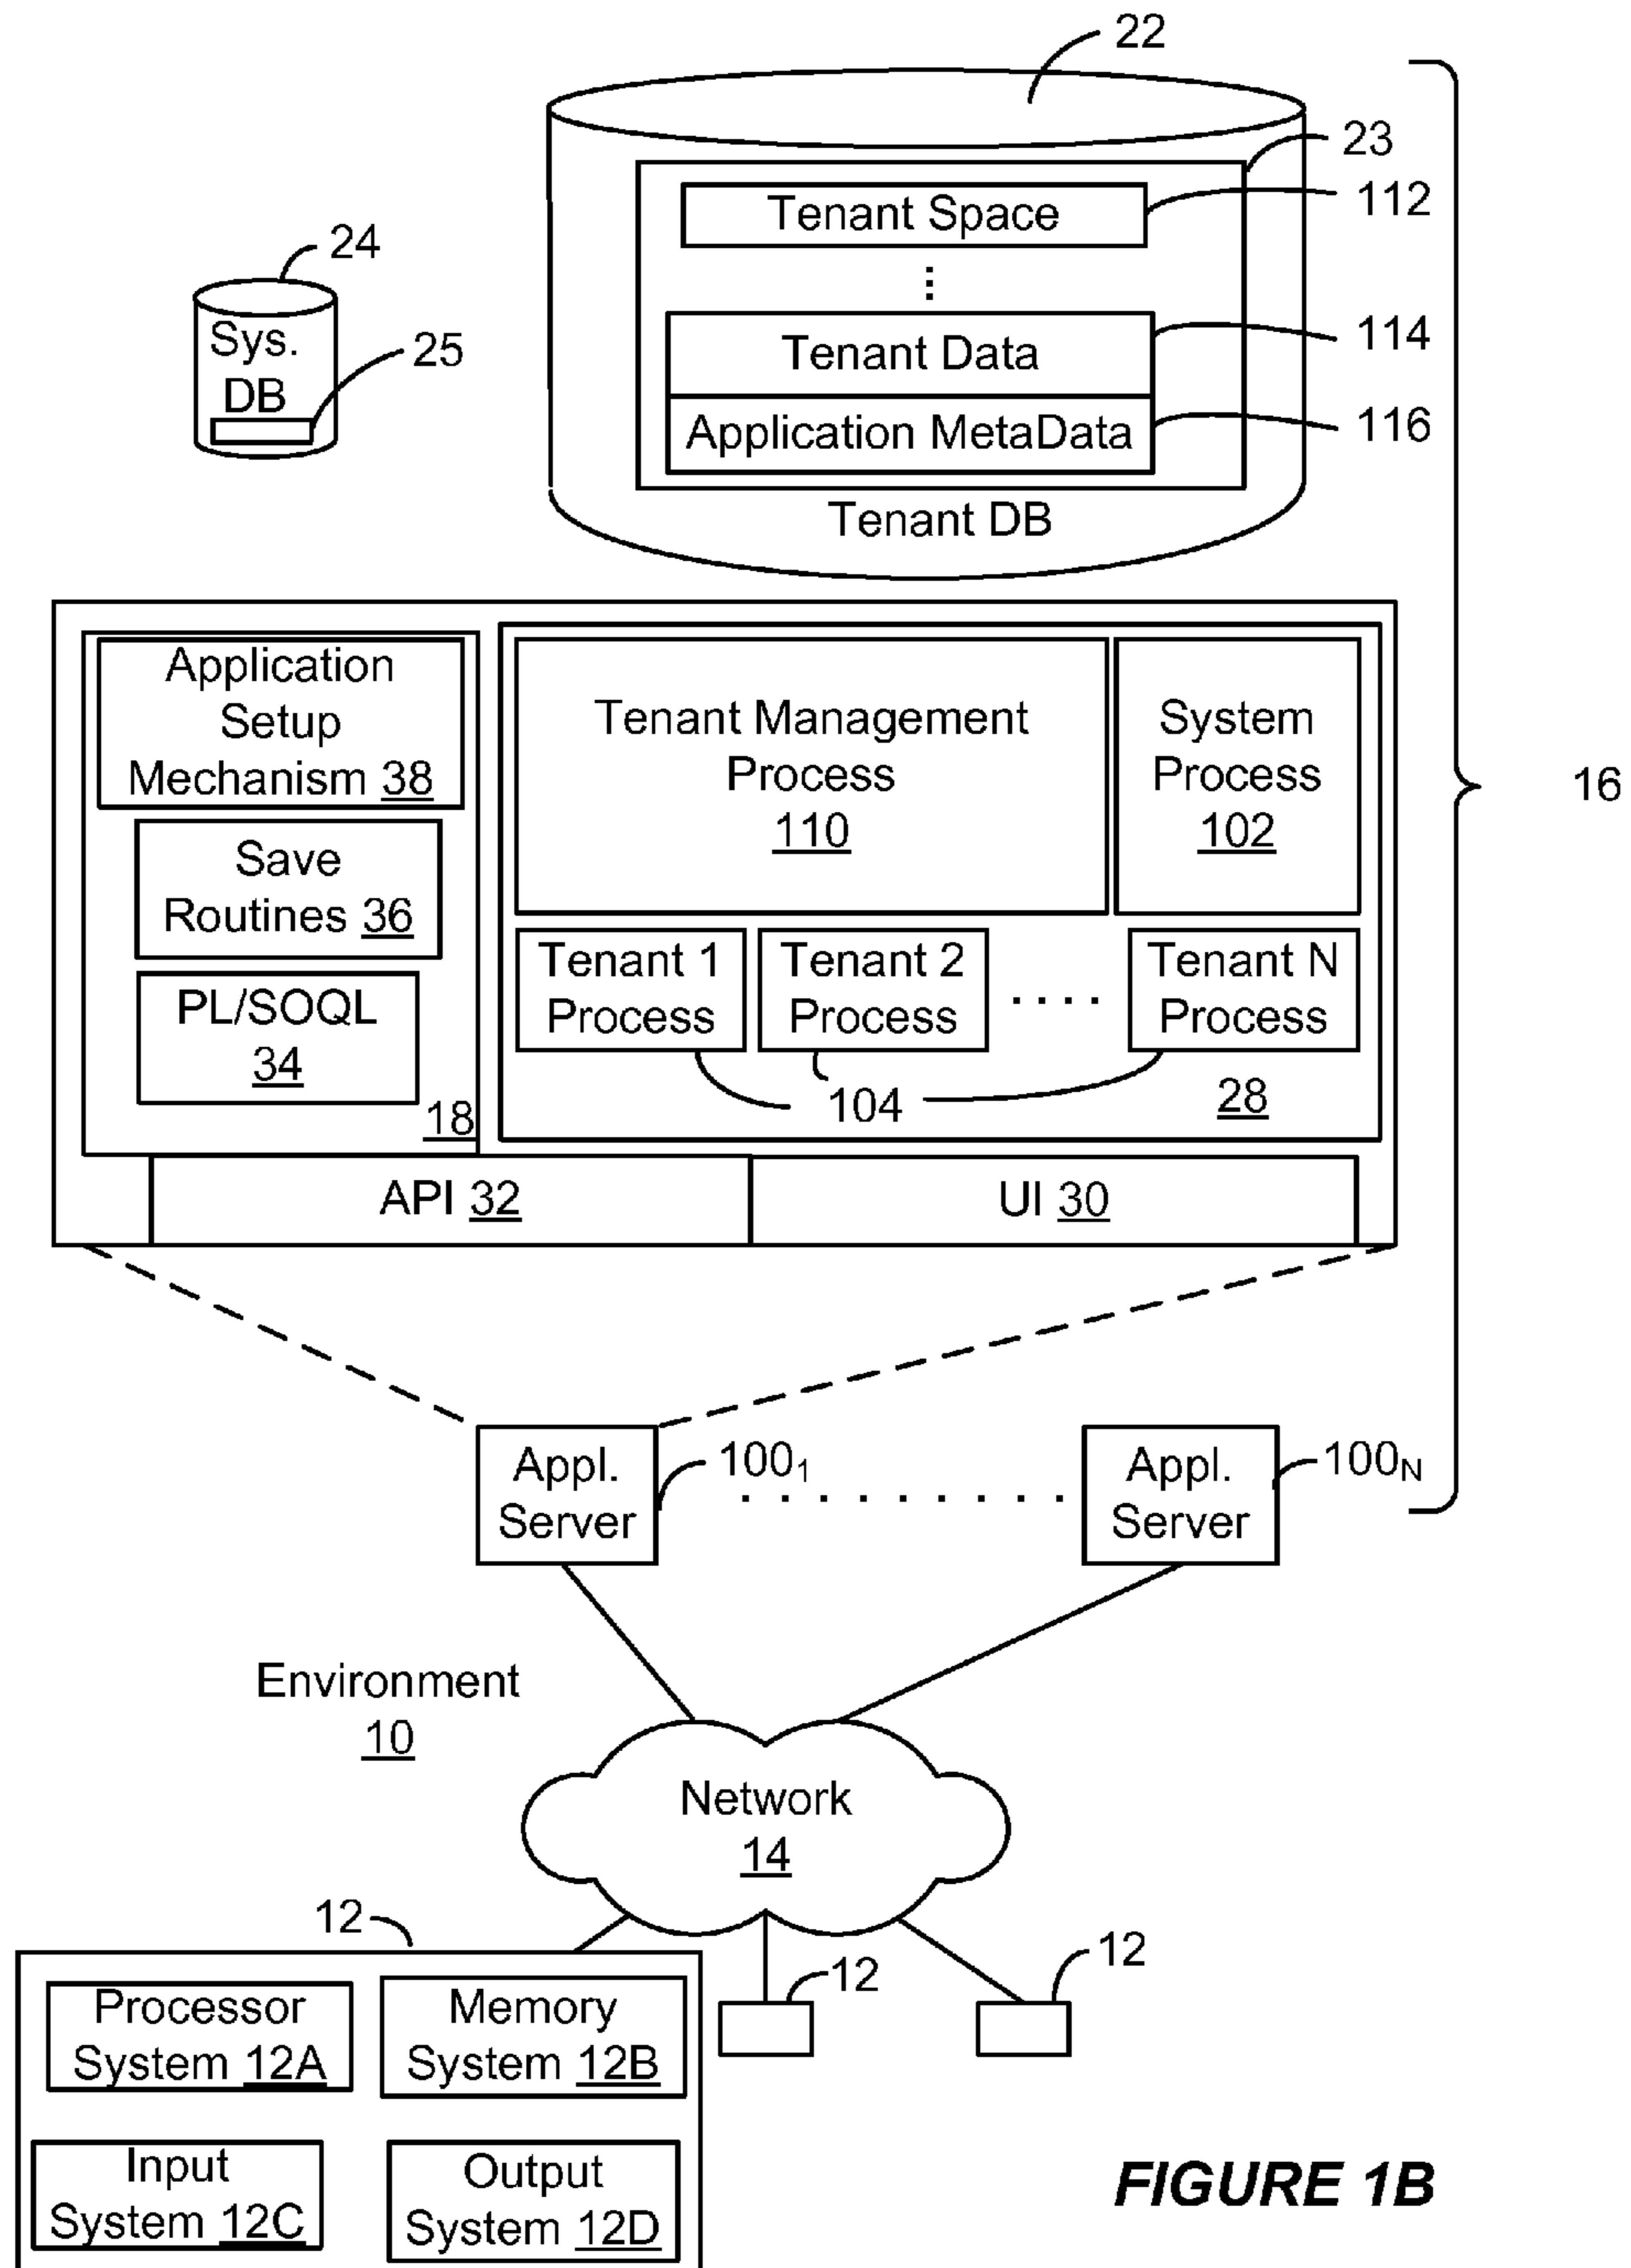 22
23
Tenant Space
112
24
⋮
Sys.
DB
25
Tenant Data
114
Application MetaData
116
Tenant DB
Application
Setup
Mechanism 38
Tenant Management
Process
110
System
Process
102
16
Save
Routines 36
Tenant 1
Process
Tenant 2
Process
. . . .
Tenant N
Process
PL/SOQL
34
104
28
18
API 32
UI 30
Appl.
Server
100₁
. . . . . . . . .
Appl.
Server
100N
Environment
10
Network
14
12
12
12
Processor
System 12A
Memory
System 12B
Input
System 12C
Output
System 12D
FIGURE 1B